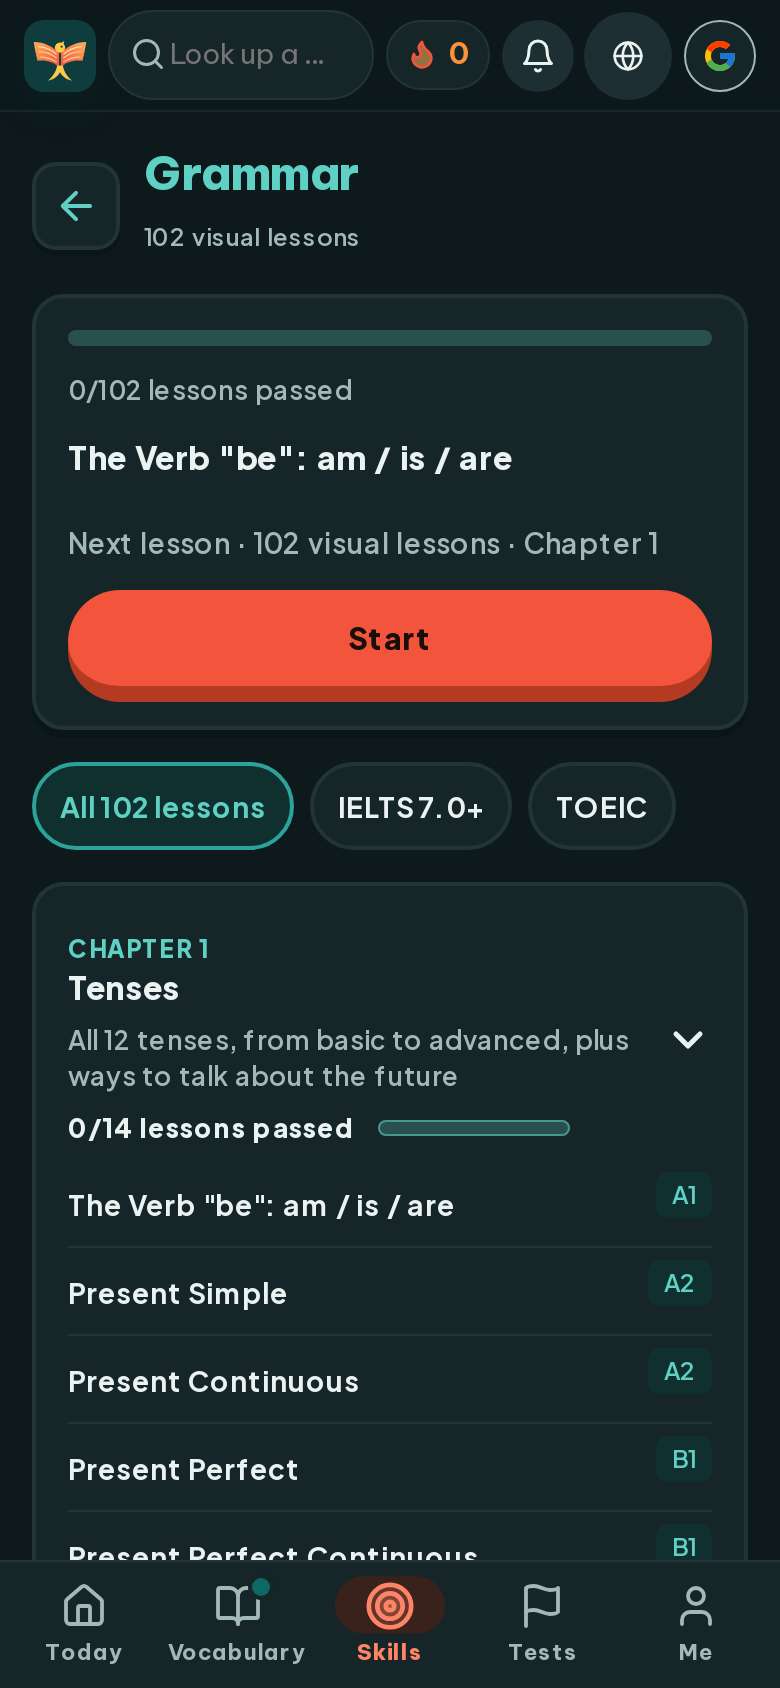 Look up a ...
0
Grammar
102 visual lessons
0/102 lessons passed
The Verb "be": am / is / are
Next lesson · 102 visual lessons · Chapter 1
Start
All 102 lessons
IELTS 7.0+
TOEIC
CHAPTER 1
Tenses
All 12 tenses, from basic to advanced, plus
ways to talk about the future
0/14 lessons passed
The Verb "be": am / is / are
A1
Present Simple
A2
Present Continuous
A2
Present Perfect
B1
Present Perfect Continuous
B1
Today
Vocabulary
Skills
Tests
Me